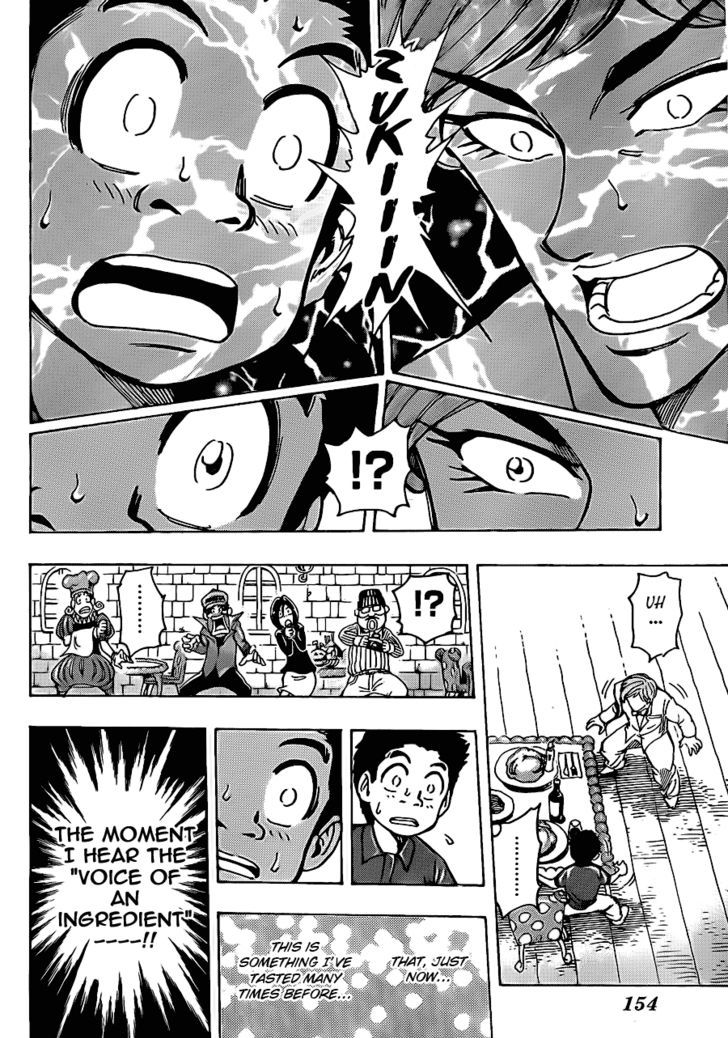 ZUKIIIN
!?
UH
...
!?
.........
.........
THAT, JUST
NOW...
THIS IS
SOMETHING I'VE
TASTED MANY
TIMES BEFORE...
THE MOMENT
I HEAR THE
"VOICE OF
AN
INGREDIENT"
----!!
154